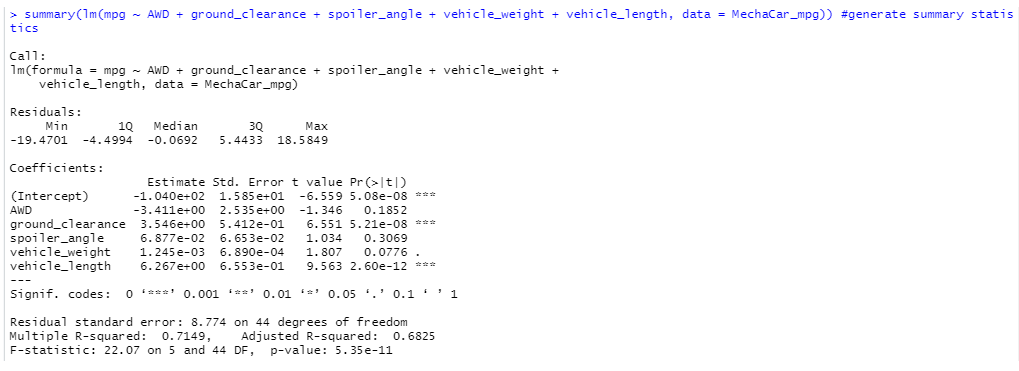 > summary(lm(mpg ~ AWD + ground_clearance + spoiler_angle + vehicle_weight + vehicle_length, data = MechaCar_mpg)) #generate summary statis
tics
Call:
lm(formula = mpg ~ AWD + ground_clearance + spoiler_angle + vehicle_weight +
    vehicle_length, data = MechaCar_mpg)
Residuals:
     Min       1Q   Median       3Q      Max
-19.4701  -4.4994  -0.0692   5.4433  18.5849
Coefficients:
                   Estimate Std. Error t value Pr(>|t|)
(Intercept)      -1.040e+02  1.585e+01  -6.559 5.08e-08 ***
AWD              -3.411e+00  2.535e+00  -1.346   0.1852
ground_clearance  3.546e+00  5.412e-01   6.551 5.21e-08 ***
spoiler_angle     6.877e-02  6.653e-02   1.034   0.3069
vehicle_weight    1.245e-03  6.890e-04   1.807   0.0776 .
vehicle_length    6.267e+00  6.553e-01   9.563 2.60e-12 ***
---
Signif. codes:  0 ‘***’ 0.001 ‘**’ 0.01 ‘*’ 0.05 ‘.’ 0.1 ‘ ’ 1
Residual standard error: 8.774 on 44 degrees of freedom
Multiple R-squared:  0.7149,    Adjusted R-squared:  0.6825
F-statistic: 22.07 on 5 and 44 DF,  p-value: 5.35e-11